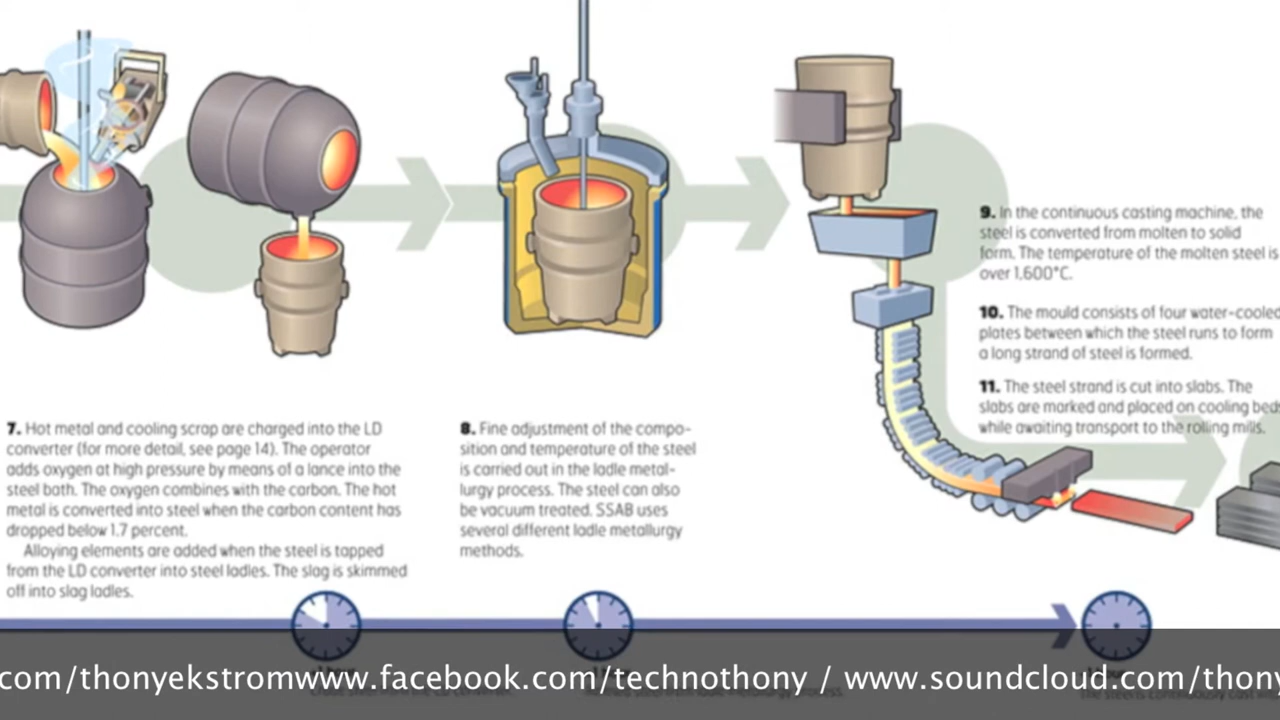 9. In the continuous casting machine, the
steel is converted from molten to solid
form. The temperature of the molten steel is
over 1,600°C.
10. The mould consists of four water-cooled
plates between which the steel runs to form
a long strand of steel is formed.
11. The steel strand is cut into slabs. The
slabs are marked and placed on cooling beds
while awaiting transport to the rolling mills.
7. Hot metal and cooling scrap are charged into the LD
converter (for more detail, see page 14). The operator
adds oxygen at high pressure by means of a lance into the
steel bath. The oxygen combines with the carbon. The hot
metal is converted into steel when the carbon content has
dropped below 1.7 percent.
Alloying elements are added when the steel is tapped
from the LD converter into steel ladles. The slag is skimmed
off into slag ladles.
8. Fine adjustment of the compo-
sition and temperature of the steel
is carried out in the ladle metal-
lurgy process. The steel can also
be vacuum treated. SSAB uses
several different ladle metallurgy
methods.
.com/thonyekstromwww.facebook.com/technothony / www.soundcloud.com/thony